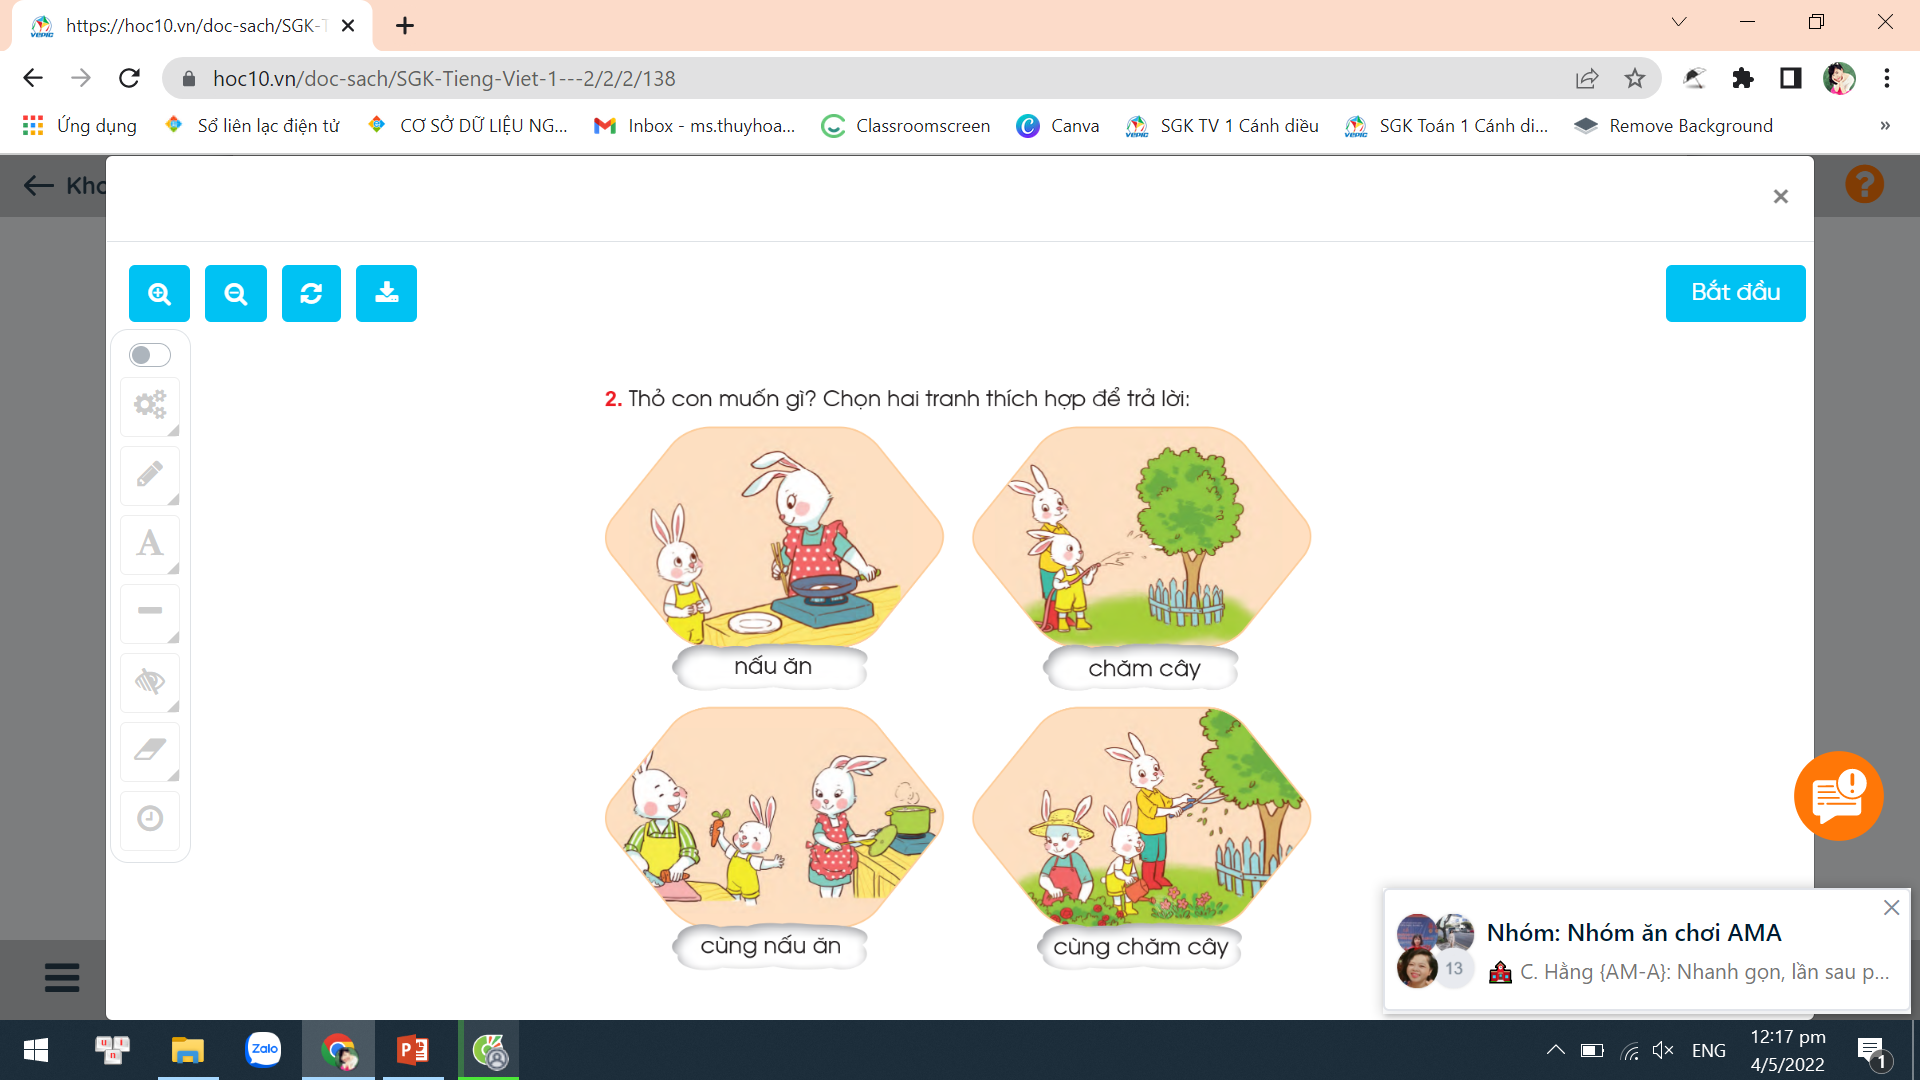 https://hoc10.vn/doc-sach/SGK-T
hoc10.vn/doc-sach/SGK-Tieng-Viet-1---2/2/2/138
Ứng dụng
Sổ liên lạc điện tử
CƠ SỞ DỮ LIỆU NG...
Inbox - ms.thuyhoa...
Classroomscreen
Canva
SGK TV 1 Cánh diều
SGK Toán 1 Cánh di...
Remove Background
»
Kho
Bắt đầu
2. Thỏ con muốn gì? Chọn hai tranh thích hợp để trả lời:
nấu ăn
chăm cây
cùng nấu ăn
cùng chăm cây
Nhóm: Nhóm ăn chơi AMA
13
C. Hằng {AM-A}: Nhanh gọn, lần sau p...
Zalo
ENG
12:17 pm
4/5/2022
1